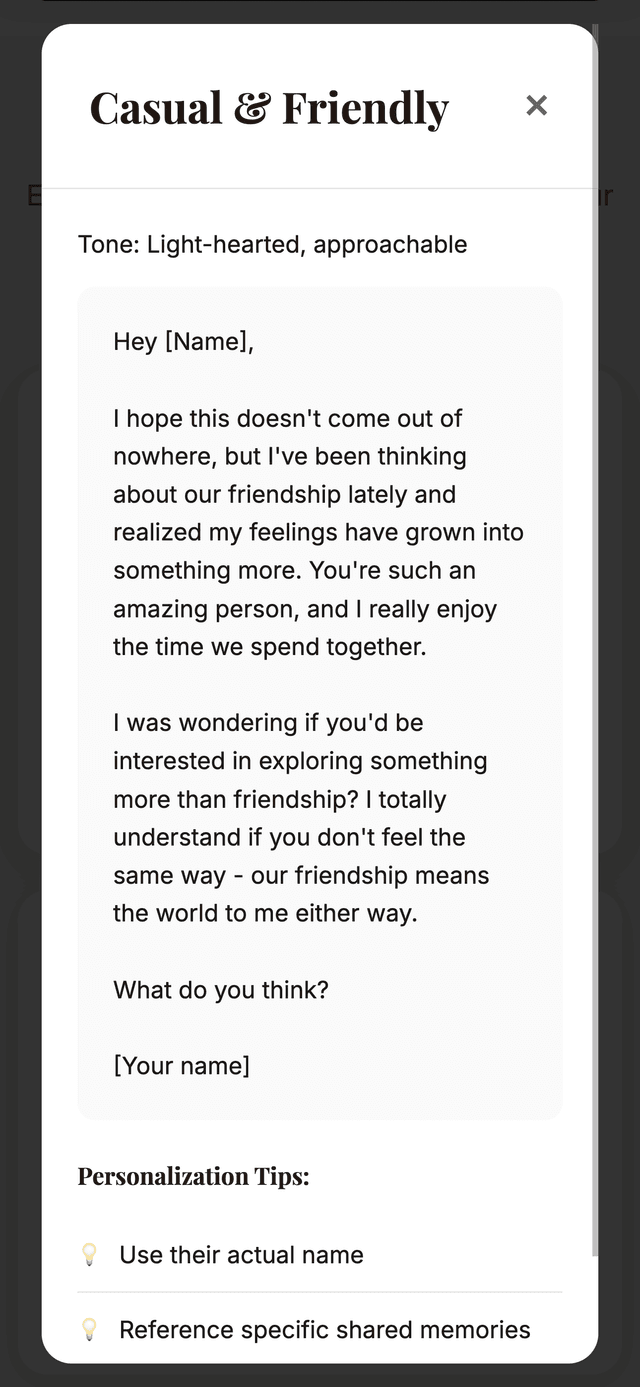 Casual & Friendly
×
Tone: Light-hearted, approachable
Hey [Name],
I hope this doesn't come out of
nowhere, but I've been thinking
about our friendship lately and
realized my feelings have grown into
something more. You're such an
amazing person, and I really enjoy
the time we spend together.
I was wondering if you'd be
interested in exploring something
more than friendship? I totally
understand if you don't feel the
same way - our friendship means
the world to me either way.
What do you think?
[Your name]
Personalization Tips:
Use their actual name
Reference specific shared memories